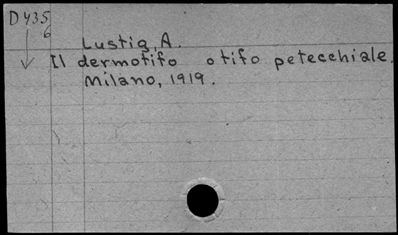 D435
6
Lustig, A.
Il dermotifo o tifo petecchiale.
Milano, 1919.